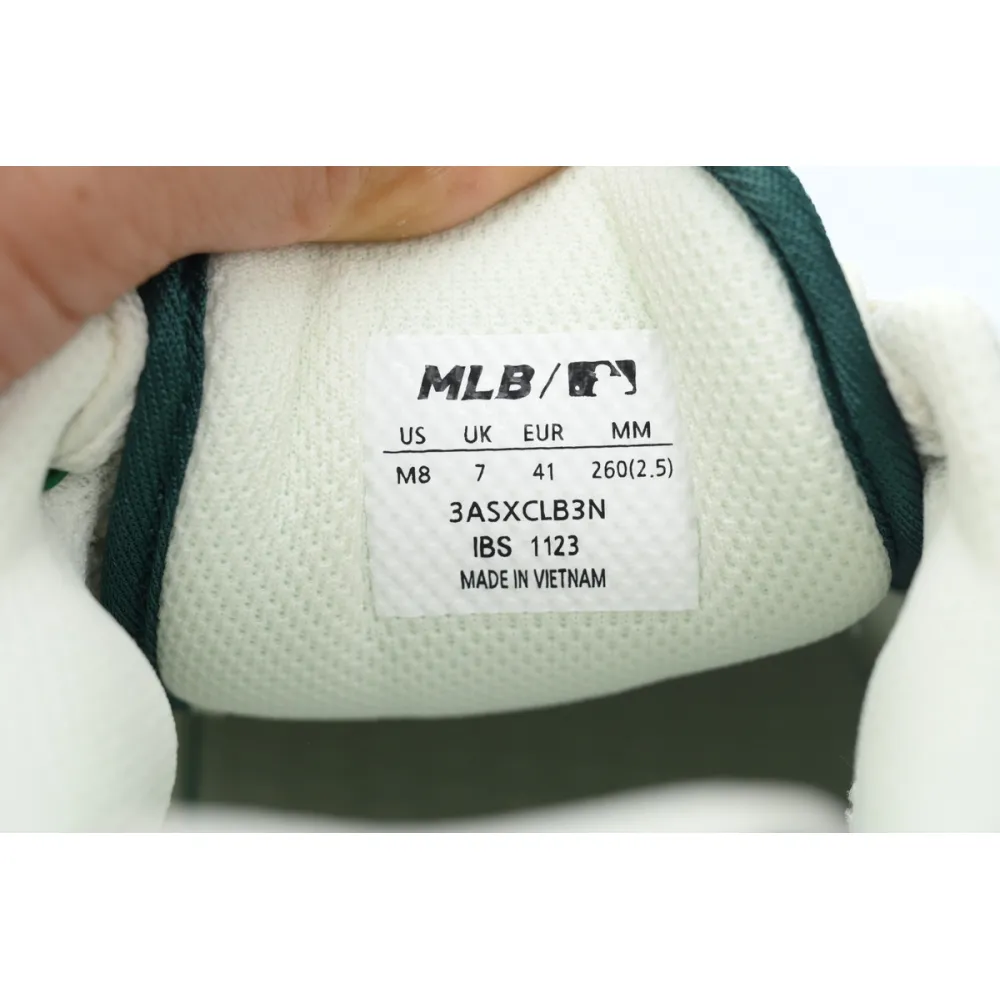 MLB/
US UK EUR MM
M8 7 41 260(2.5)
3ASXCLB3N
IBS 1123
MADE IN VIETNAM